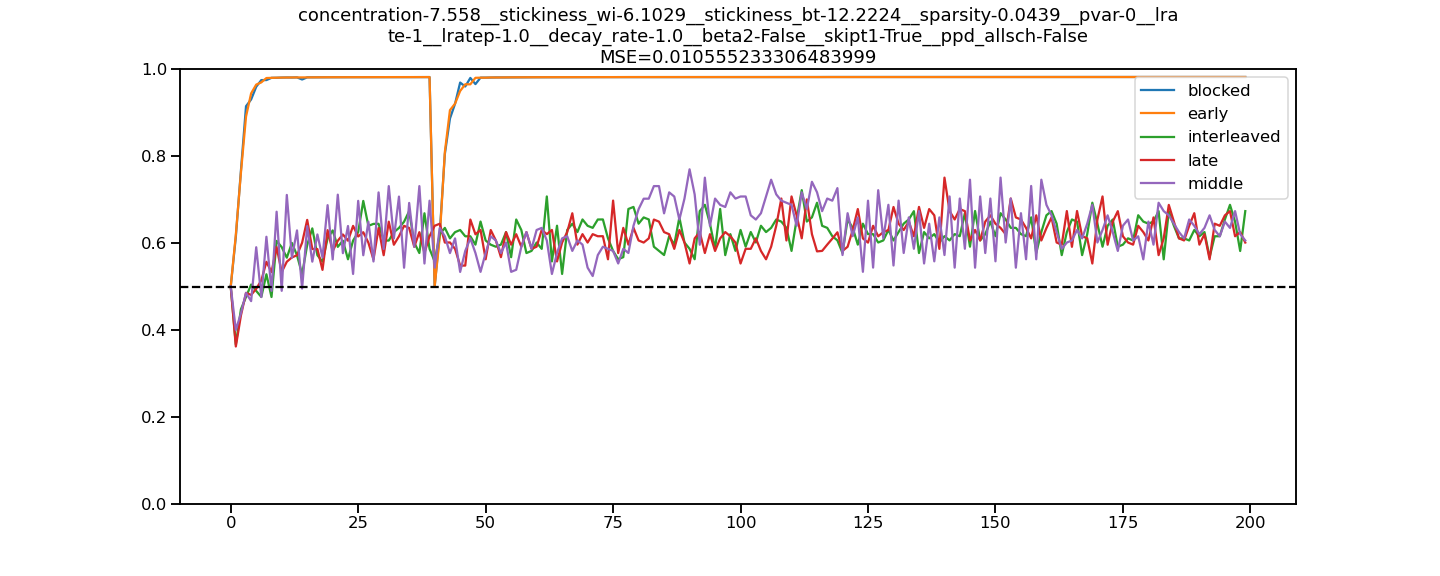 concentration-7.558__stickiness_wi-6.1029__stickiness_bt-12.2224__sparsity-0.0439__pvar-0__lra
te-1__lratep-1.0__decay_rate-1.0__beta2-False__skipt1-True__ppd_allsch-False
MSE=0.010555233306483999
1.0
0.8
0.6
0.4
0.2
0.0
blocked
early
interleaved
late
middle
0 25 50 75 100 125 150 175 200